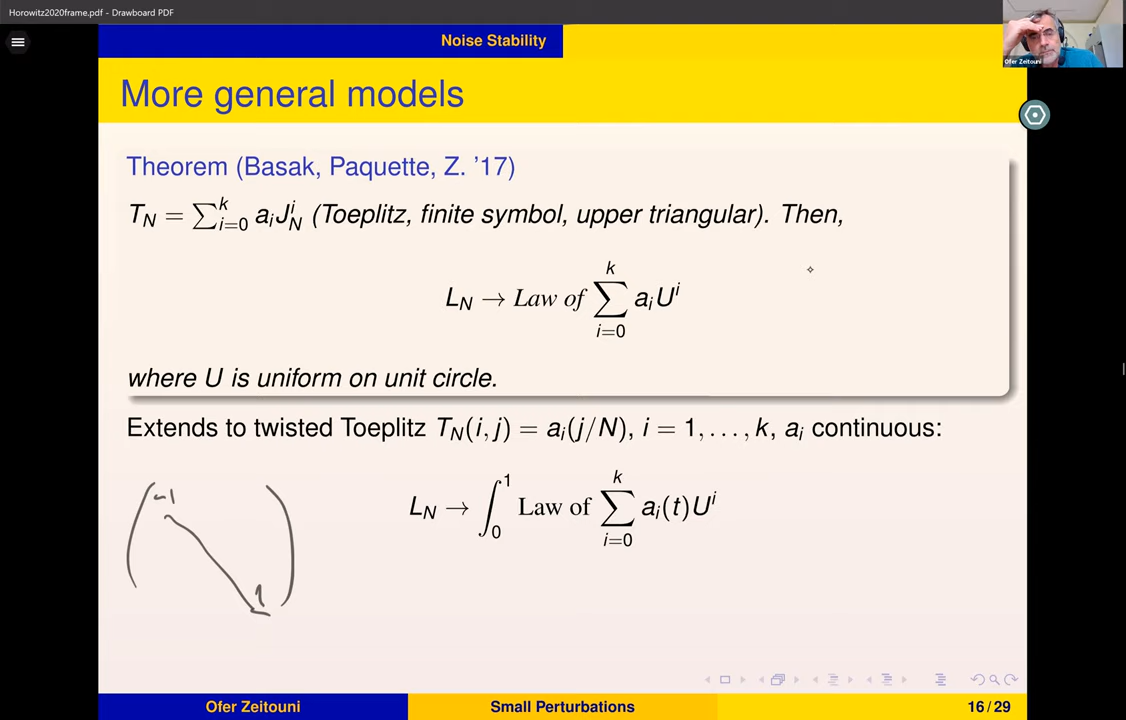 Horowitz2020frame.pdf - Drawboard PDF
Ofer Zeitouni
Noise Stability
More general models
Theorem (Basak, Paquette, Z. '17)
T_N = ∑_{i=0}^{k} a_i J_N^i (Toeplitz, finite symbol, upper triangular). Then,
L_N → Law of ∑_{i=0}^{k} a_i U^i
where U is uniform on unit circle.
Extends to twisted Toeplitz T_N(i, j) = a_i(j/N), i = 1, . . . , k, a_i continuous:
L_N → ∫_0^1 Law of ∑_{i=0}^{k} a_i(t)U^i
-1
1
Ofer Zeitouni
Small Perturbations
16 / 29